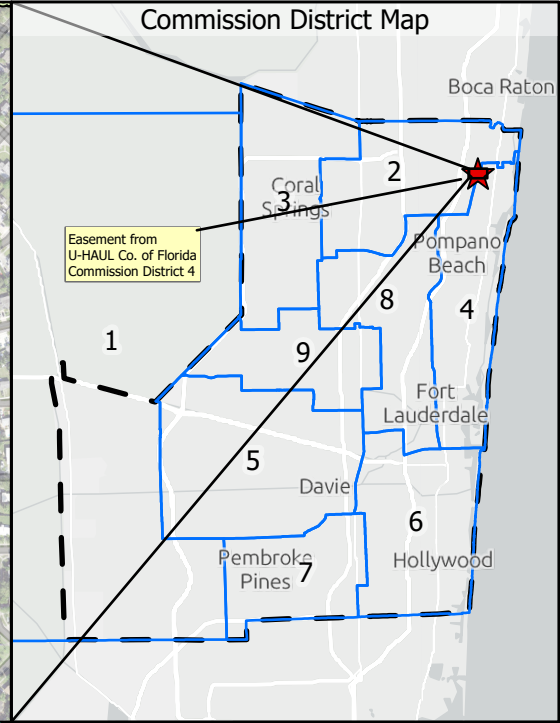 Commission District Map
Boca Raton
2
Coral
Springs
3
Easement from
U-HAUL Co. of Florida
Commission District 4
Pompano
Beach
8
4
1
9
Fort
Lauderdale
5
Davie
6
Pembroke
Pines
7
Hollywood